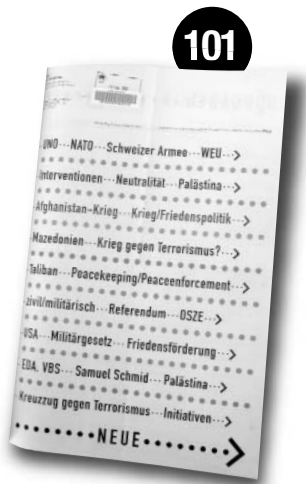 101
UNO···NATO···Schweizer Armee···WEU···>
Interventionen···Neutralität···Palästina···>
Afghanistan-Krieg···Krieg/Friedenspolitik···>
Mazedonien···Krieg gegen Terrorismus?···>
Taliban···Peacekeeping/Peaceenforcement···>
zivil/militärisch···Referendum···OSZE···>
USA···Militärgesetz···Friedensförderung···>
EDA, VBS···Samuel Schmid···Palästina···>
Kreuzzug gegen Terrorismus···Initiativen···>
NEUE